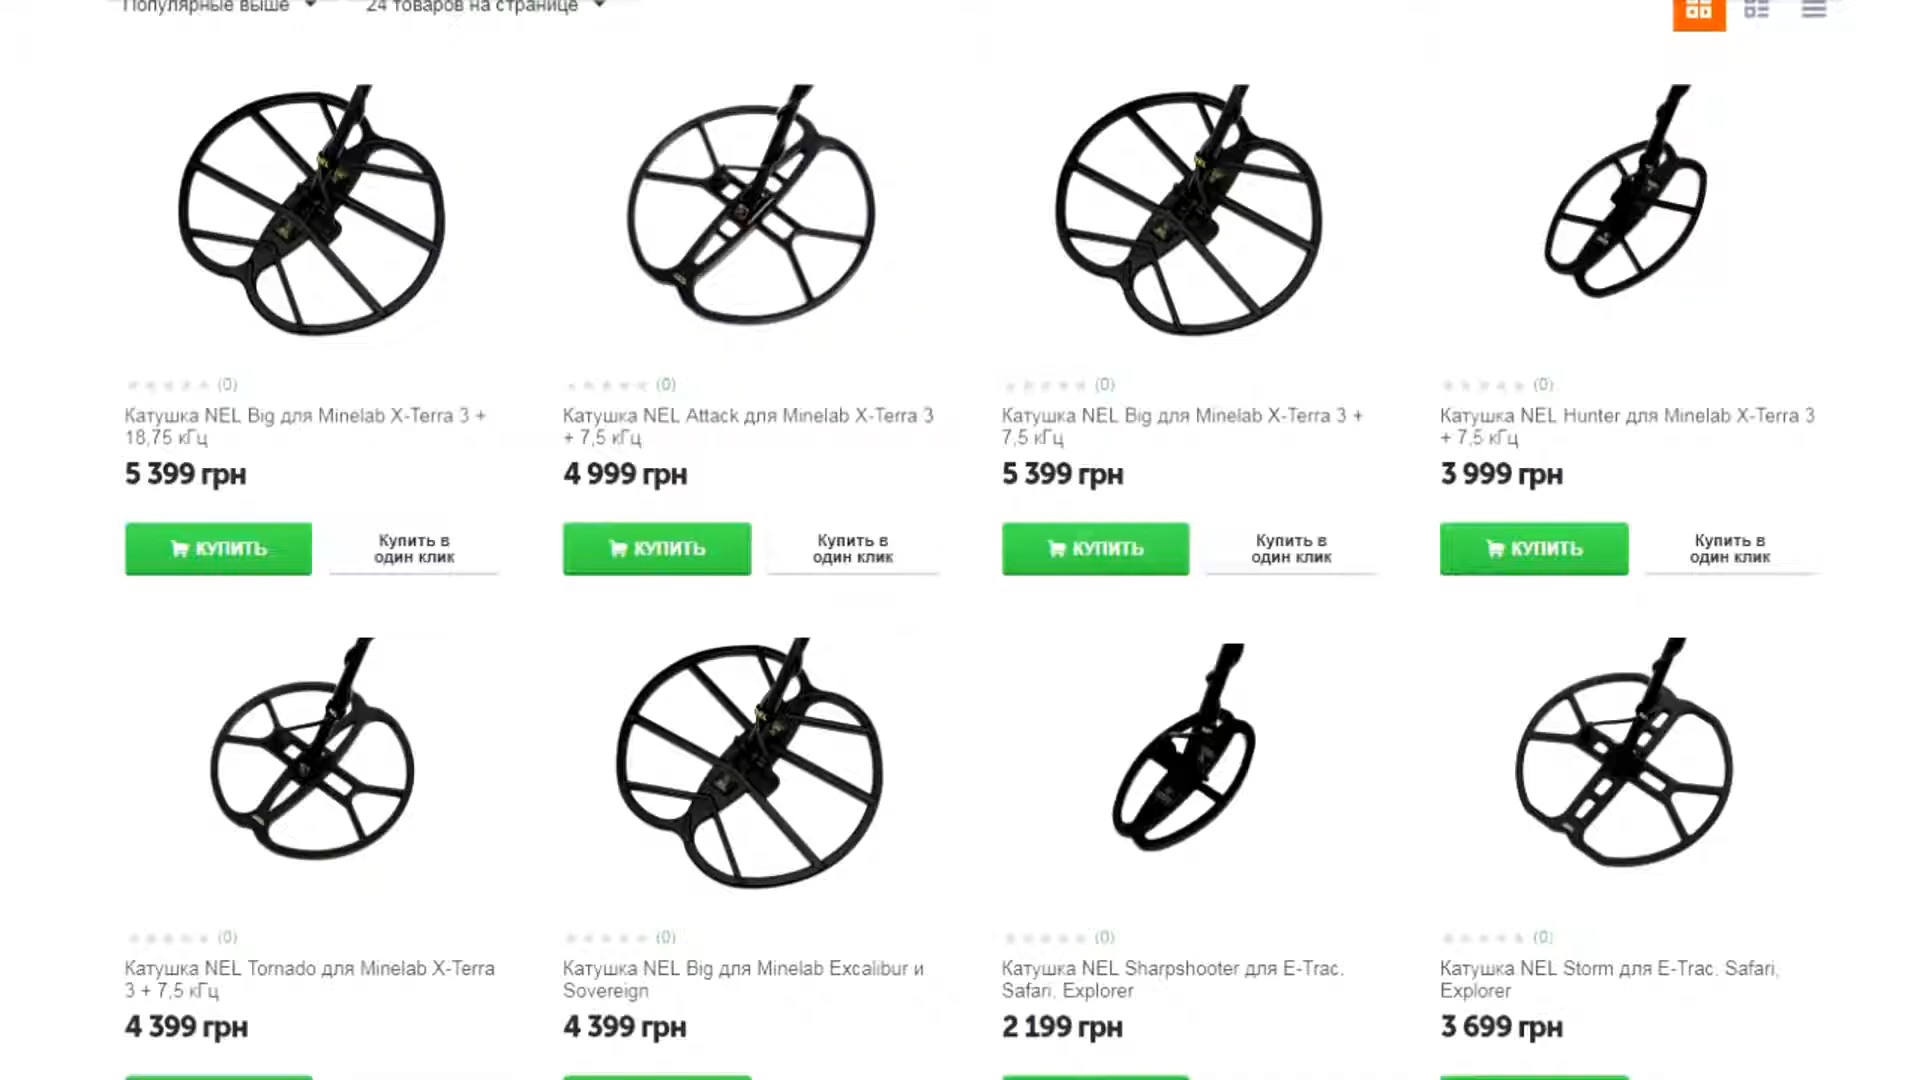 Популярные выше
24 товаров на странице
(0)
(0)
(0)
(0)
Катушка NEL Big для Minelab X-Terra 3 +
18,75 кГц
Катушка NEL Attack для Minelab X-Terra 3
+ 7,5 кГц
Катушка NEL Big для Minelab X-Terra 3 +
7,5 кГц
Катушка NEL Hunter для Minelab X-Terra 3
+ 7,5 кГц
5 399 грн
4 999 грн
5 399 грн
3 999 грн
КУПИТЬ
Купить в
один клик
КУПИТЬ
Купить в
один клик
КУПИТЬ
Купить в
один клик
КУПИТЬ
Купить в
один клик
(0)
(0)
(0)
(0)
Катушка NEL Tornado для Minelab X-Terra
3 + 7,5 кГц
Катушка NEL Big для Minelab Excalibur и
Sovereign
Катушка NEL Sharpshooter для E-Trac,
Safari, Explorer
Катушка NEL Storm для E-Trac, Safari,
Explorer
4 399 грн
4 399 грн
2 199 грн
3 699 грн